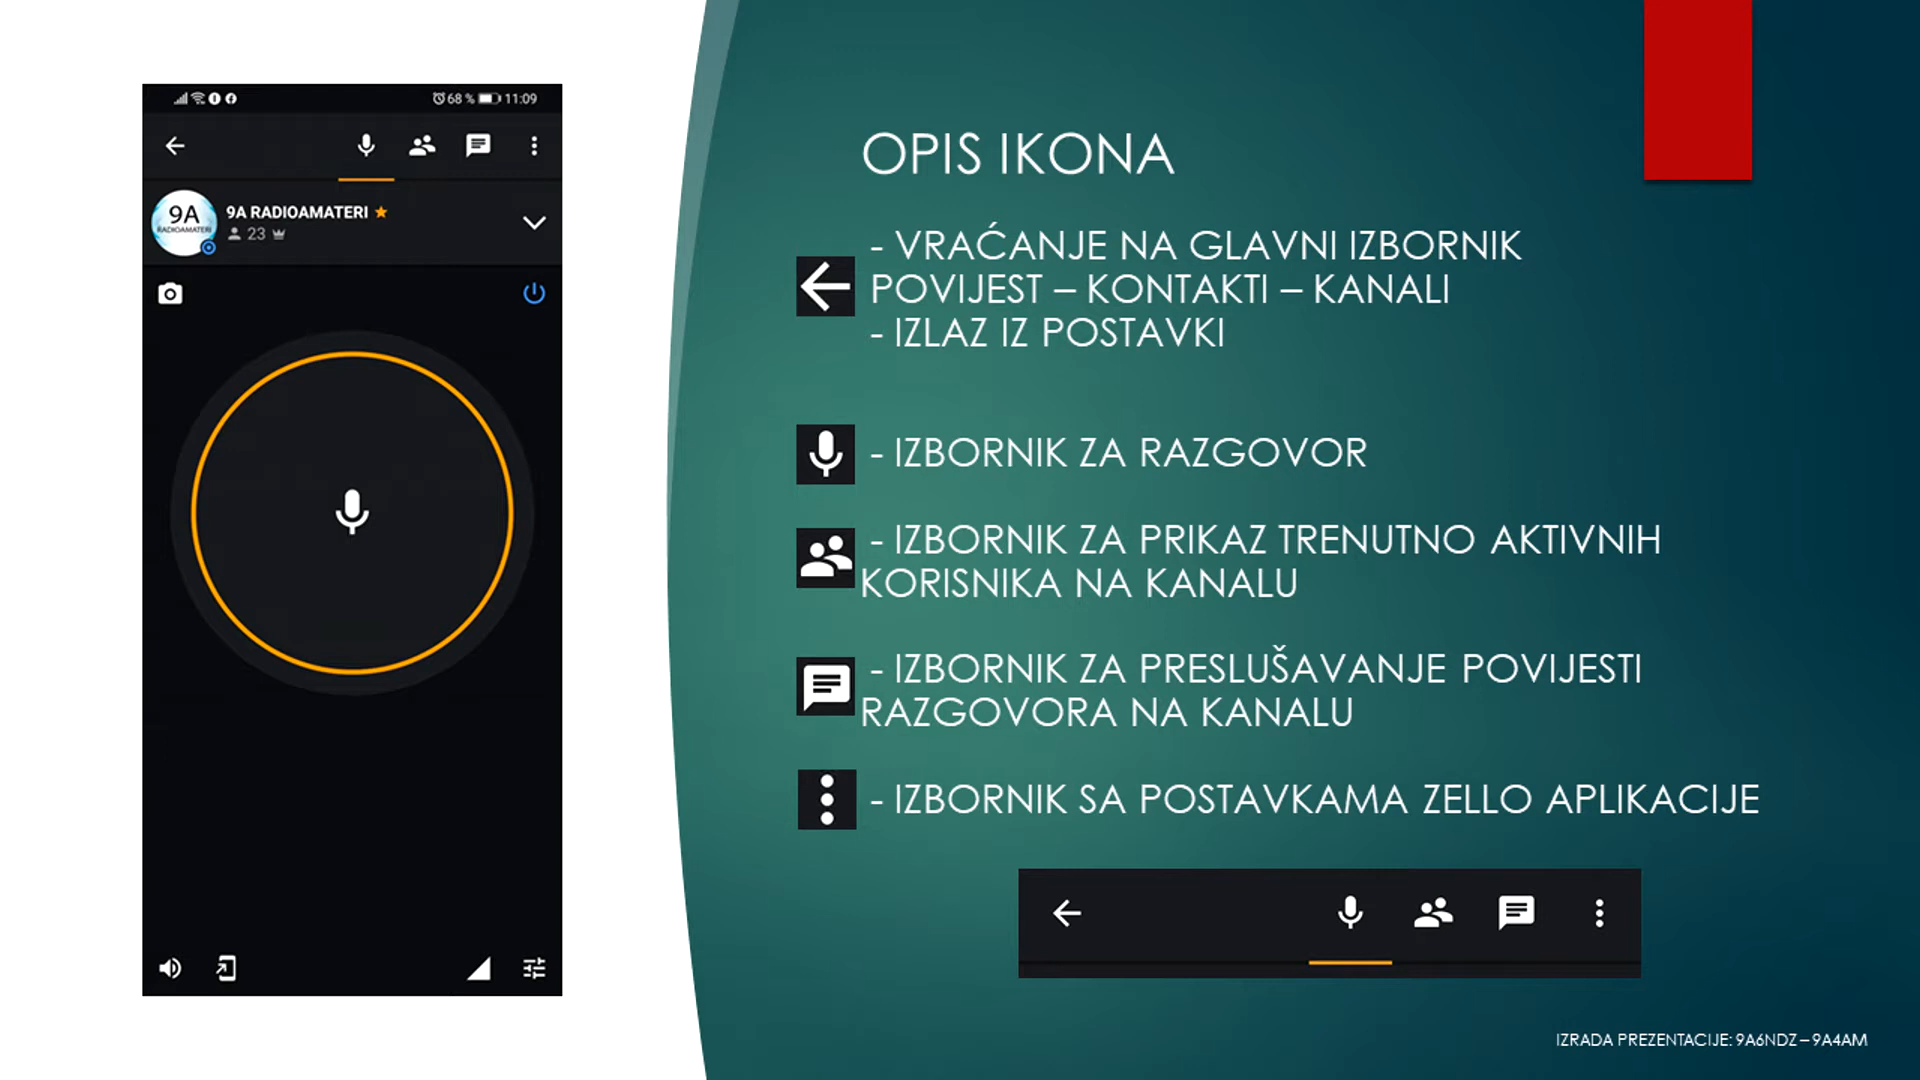 68 % 11:09
9A RADIOAMATERI
23
9A
RADIOAMATERI
OPIS IKONA
- VRAĆANJE NA GLAVNI IZBORNIK
POVIJEST – KONTAKTI – KANALI
- IZLAZ IZ POSTAVKI
- IZBORNIK ZA RAZGOVOR
- IZBORNIK ZA PRIKAZ TRENUTNO AKTIVNIH
KORISNIKA NA KANALU
- IZBORNIK ZA PRESLUŠAVANJE POVIJESTI
RAZGOVORA NA KANALU
- IZBORNIK SA POSTAVKAMA ZELLO APLIKACIJE
IZRADA PREZENTACIJE: 9A6NDZ – 9A4AM